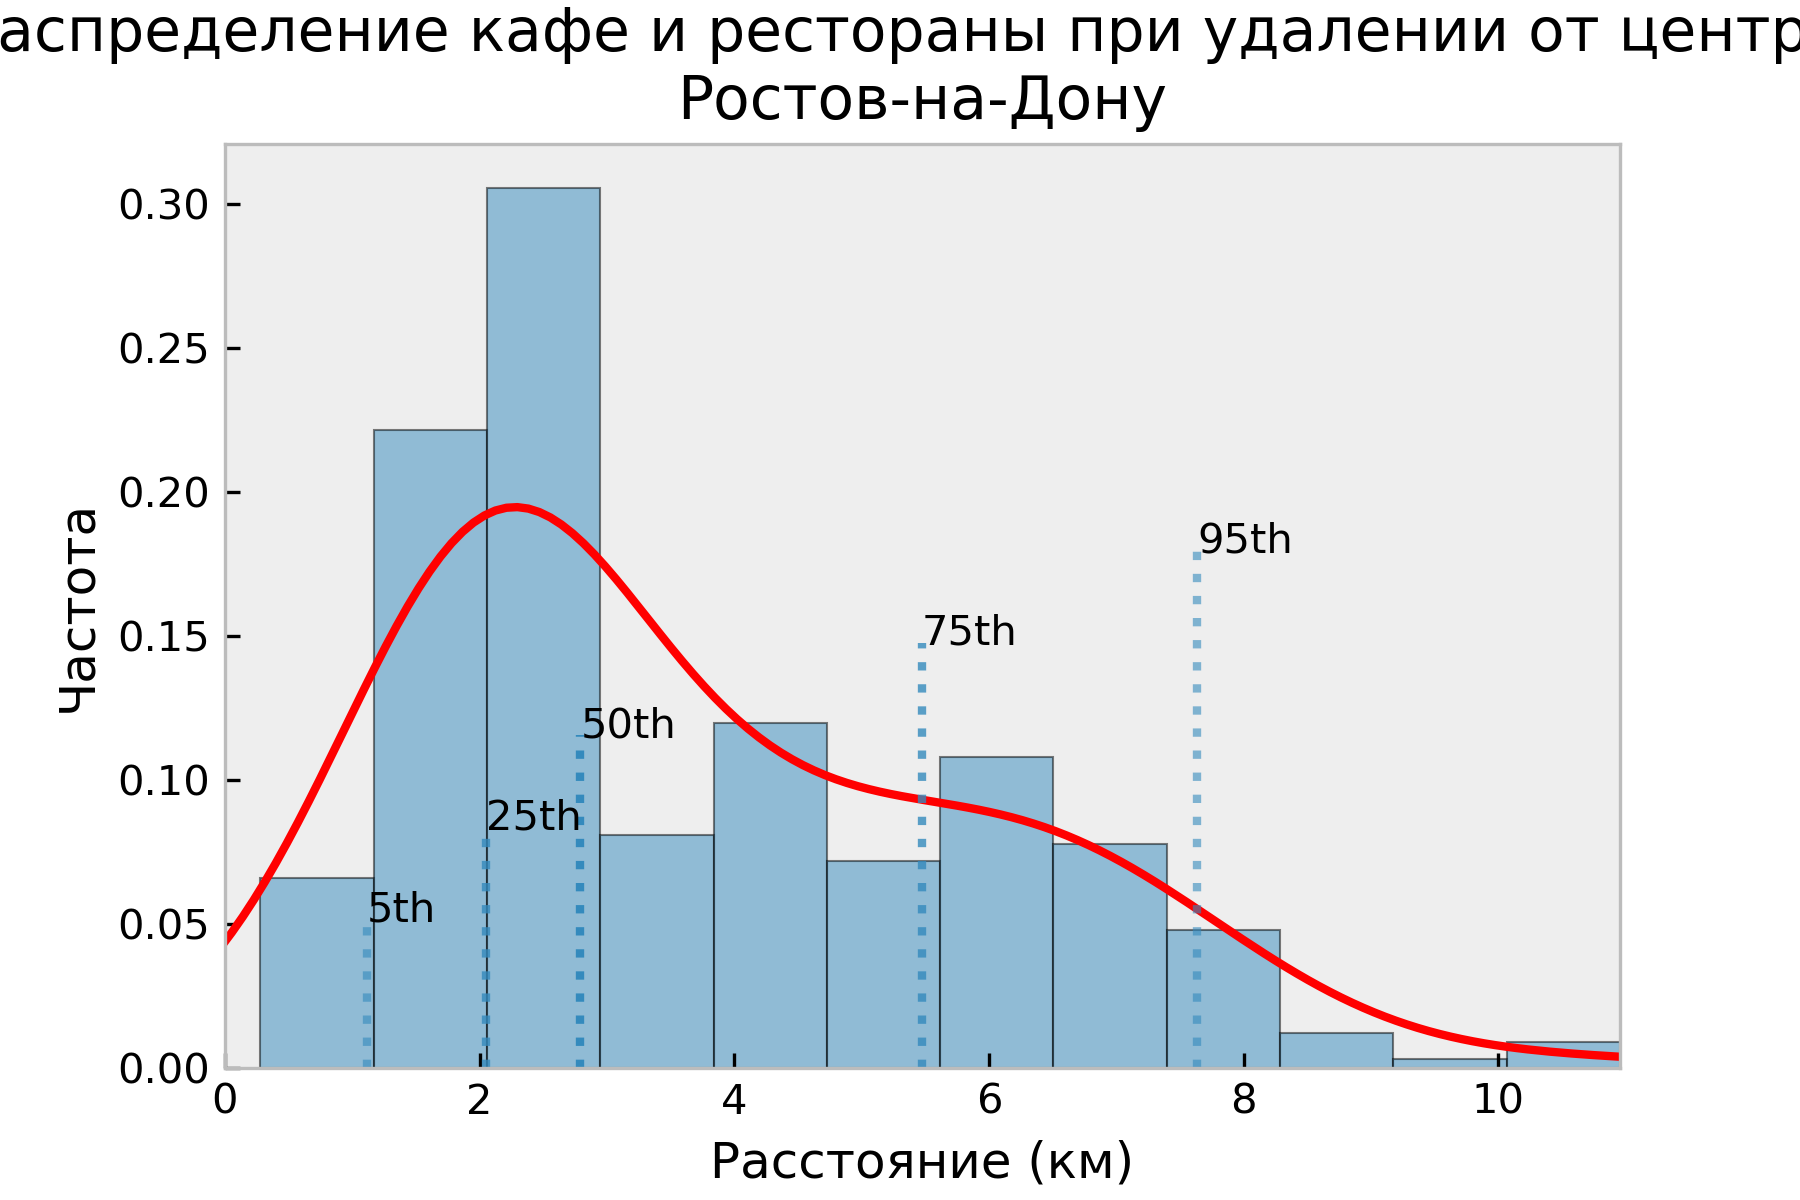 аспределение кафе и рестораны при удалении от центр
Ростов-на-Дону
0.30
0.25
0.20
0.15
0.10
0.05
0.00
Частота
95th
75th
50th
25th
5th
0 2 4 6 8 10
Расстояние (км)